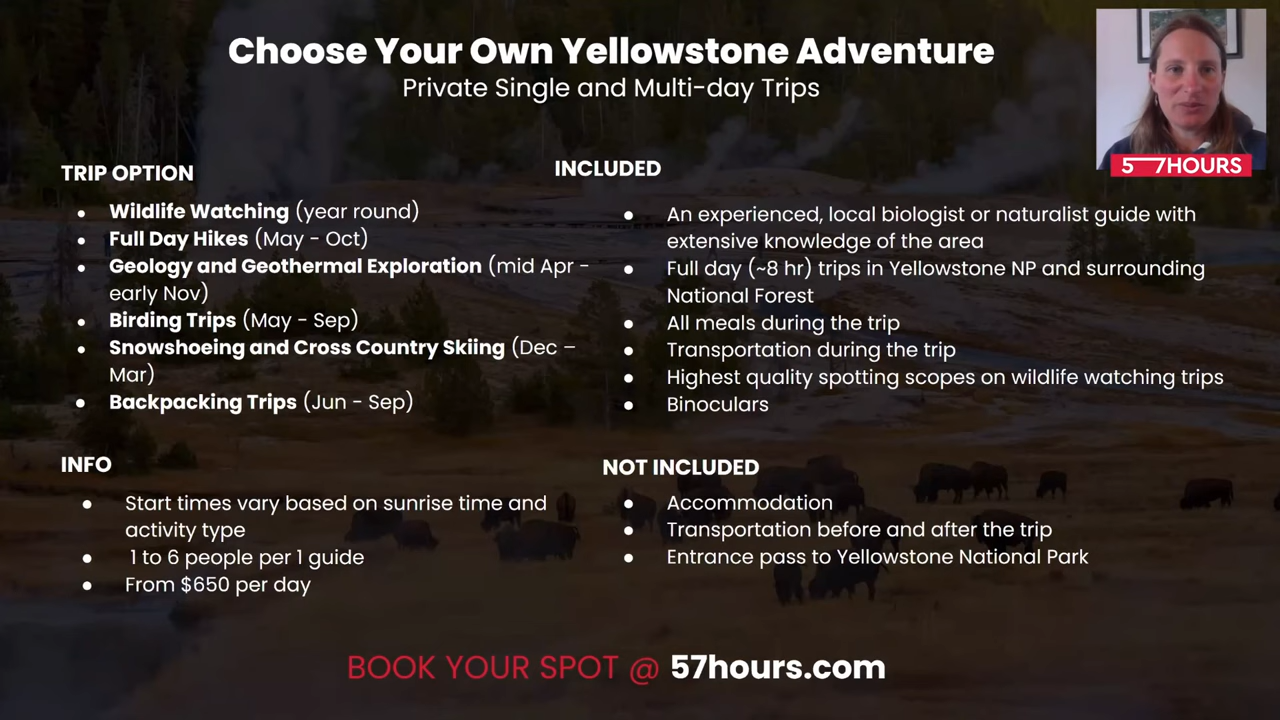 Choose Your Own Yellowstone Adventure
Private Single and Multi-day Trips
57HOURS
TRIP OPTION
• Wildlife Watching (year round)
• Full Day Hikes (May - Oct)
• Geology and Geothermal Exploration (mid Apr -
early Nov)
• Birding Trips (May - Sep)
• Snowshoeing and Cross Country Skiing (Dec –
Mar)
• Backpacking Trips (Jun - Sep)
INCLUDED
• An experienced, local biologist or naturalist guide with
extensive knowledge of the area
• Full day (~8 hr) trips in Yellowstone NP and surrounding
National Forest
• All meals during the trip
• Transportation during the trip
• Highest quality spotting scopes on wildlife watching trips
• Binoculars
INFO
• Start times vary based on sunrise time and
activity type
• 1 to 6 people per 1 guide
• From $650 per day
NOT INCLUDED
• Accommodation
• Transportation before and after the trip
• Entrance pass to Yellowstone National Park
BOOK YOUR SPOT @ 57hours.com